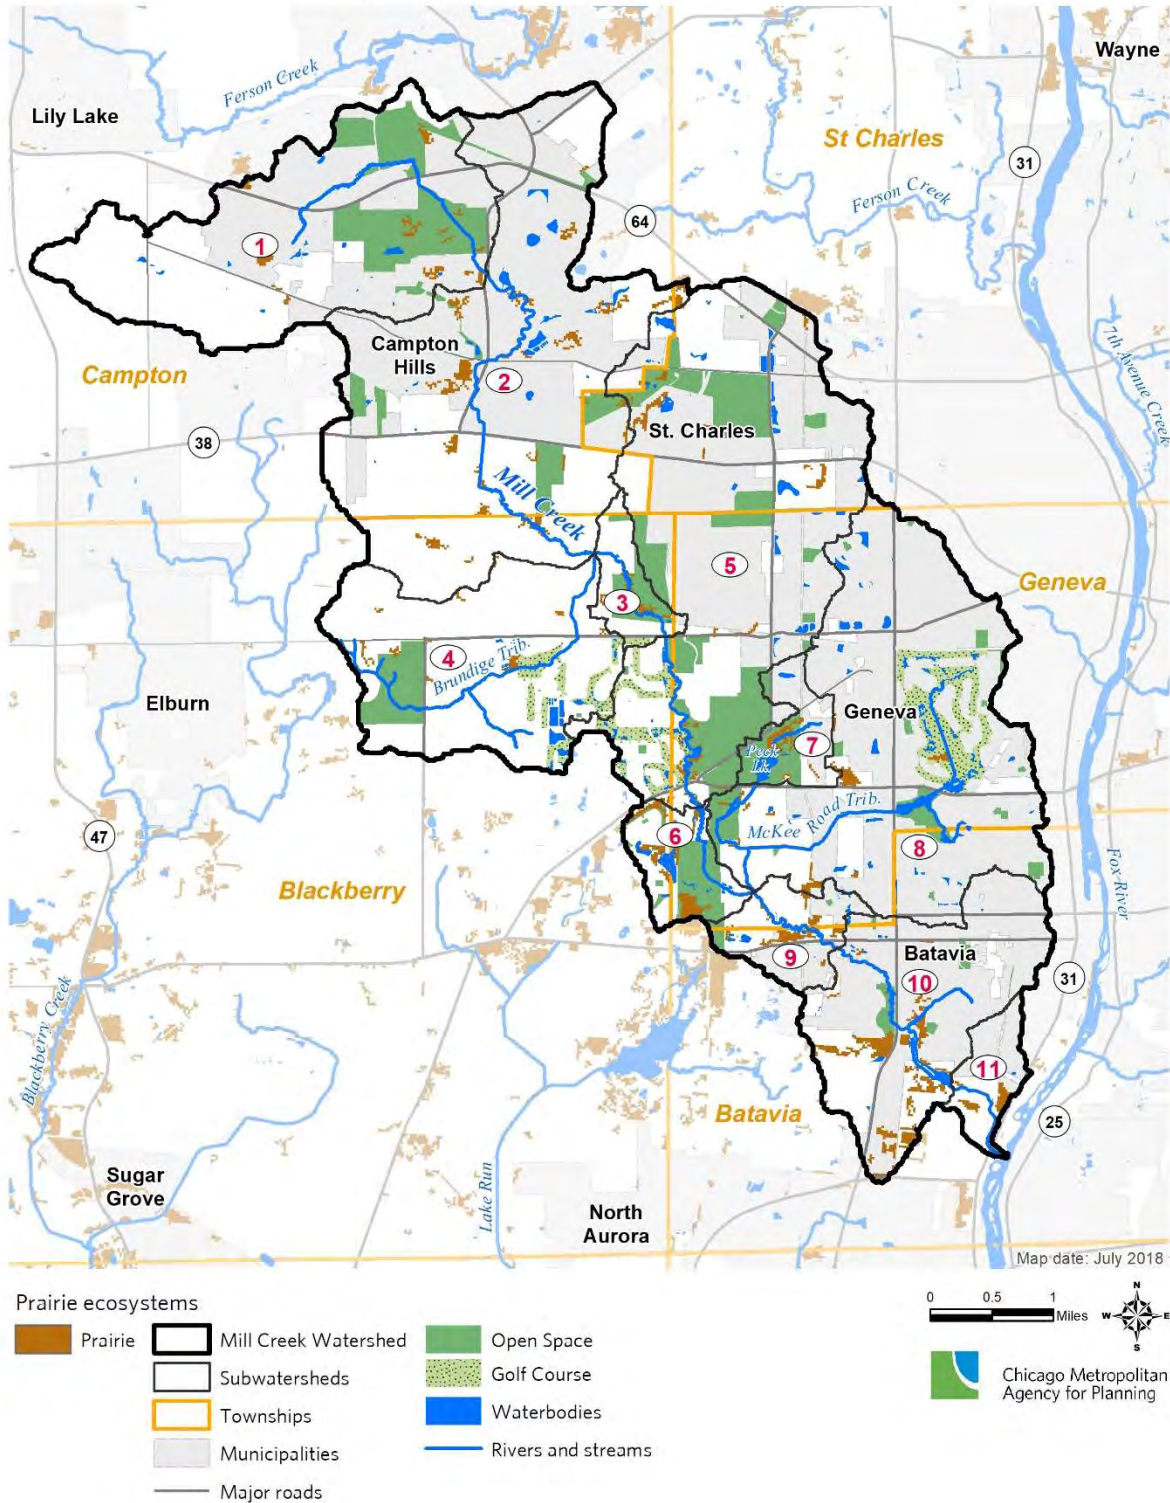 Wayne
Ferson Creek
Lily Lake
St Charles
31
Ferson Creek
64
1
7th Avenue Creek
Campton
Hills
Campton
2
38
St. Charles
Mill Creek
5
Geneva
3
4
Brundige Trib.
Elburn
Geneva
7
Peck
Lk.
47
6
McKee Road Trib.
8
Blackberry
Fox River
Batavia
9
10
31
Blackberry Creek
11
Batavia
25
Sugar
Grove
Lake Run
North
Aurora
Map date: July 2018
Prairie ecosystems
Prairie
Mill Creek Watershed
Subwatersheds
Townships
Municipalities
Major roads
Open Space
Golf Course
Waterbodies
Rivers and streams
0 0.5 1
Miles
N
W E
S
Chicago Metropolitan
Agency for Planning